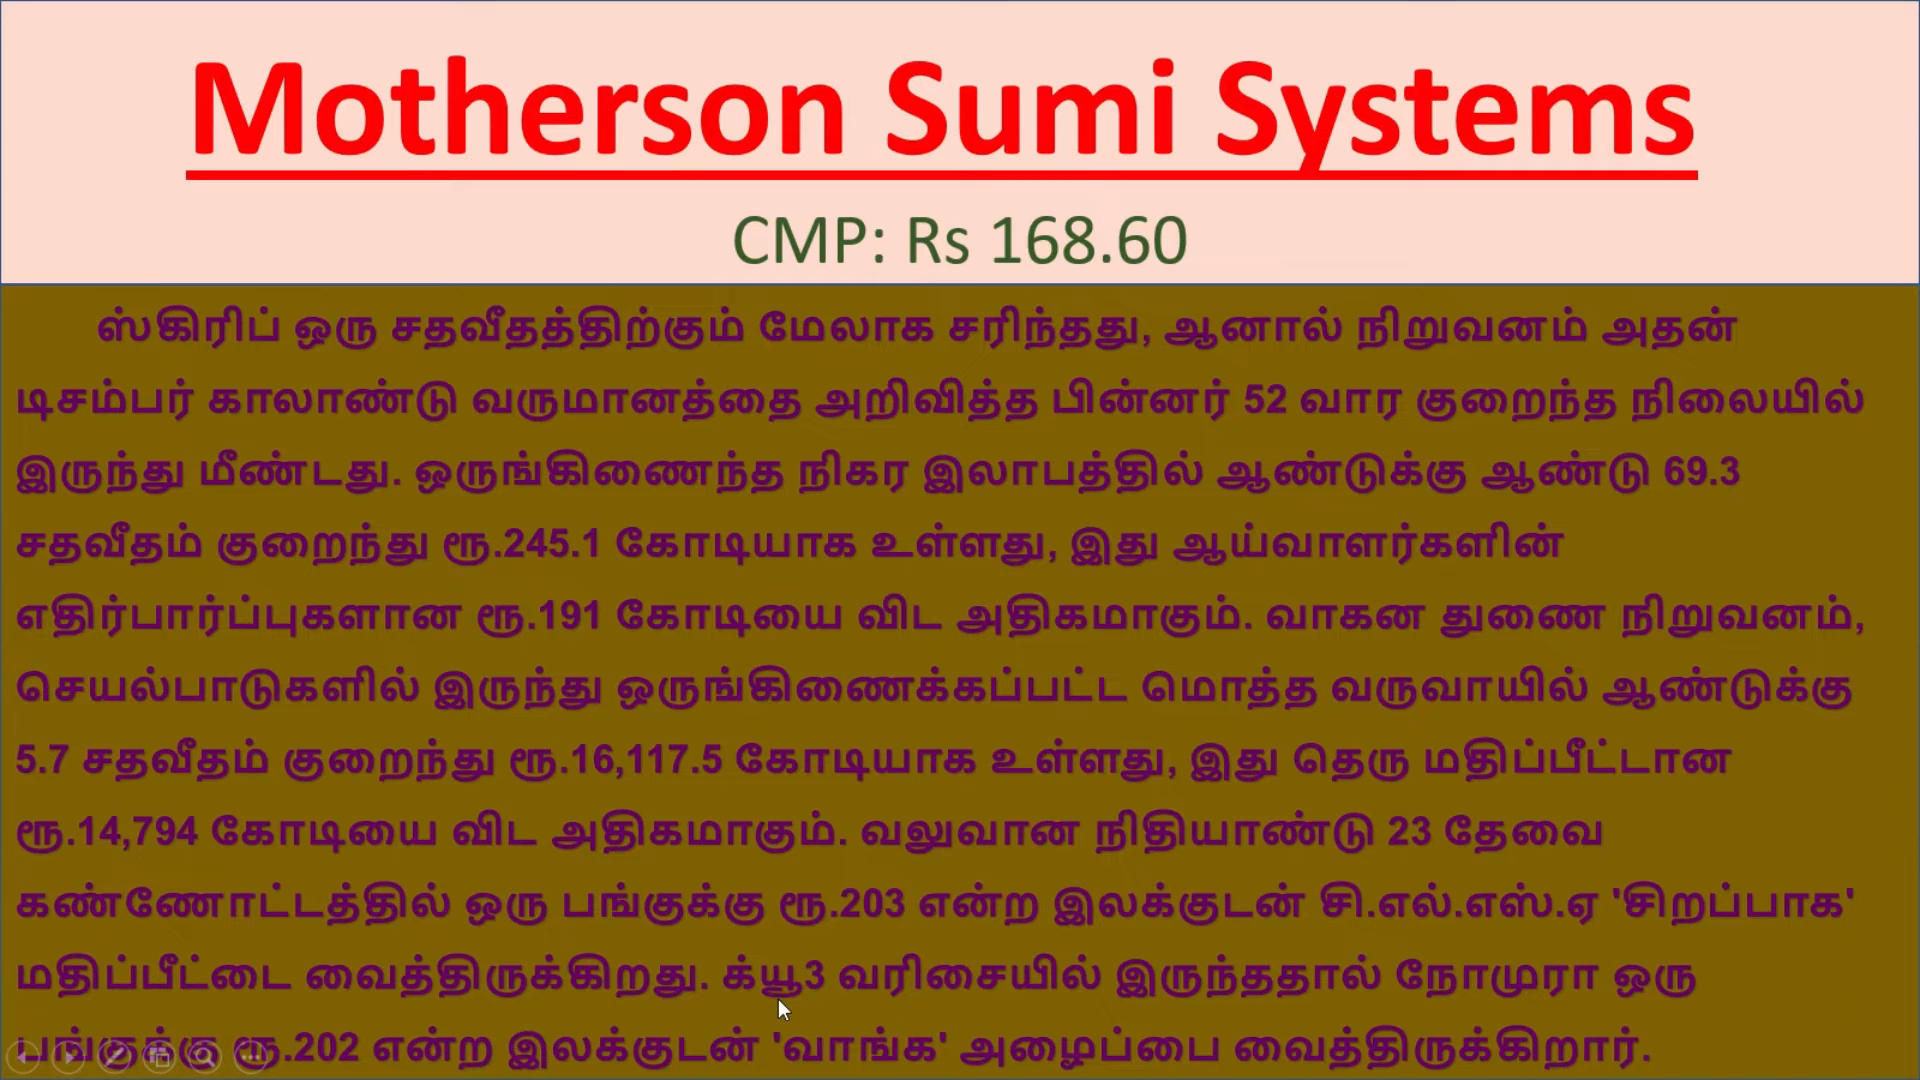 Motherson Sumi Systems
CMP: Rs 168.60
ஸ்கிரிப் ஒரு சதவீதத்திற்கும் மேலாக சரிந்தது, ஆனால் நிறுவனம் அதன்
டிசம்பர் காலாண்டு வருமானத்தை அறிவித்த பின்னர் 52 வார குறைந்த நிலையில்
இருந்து மீண்டது. ஒருங்கிணைந்த நிகர இலாபத்தில் ஆண்டுக்கு ஆண்டு 69.3
சதவீதம் குறைந்து ரூ.245.1 கோடியாக உள்ளது, இது ஆய்வாளர்களின்
எதிர்பார்ப்புகளான ரூ.191 கோடியை விட அதிகமாகும். வாகன துணை நிறுவனம்,
செயல்பாடுகளில் இருந்து ஒருங்கிணைக்கப்பட்ட மொத்த வருவாயில் ஆண்டுக்கு
5.7 சதவீதம் குறைந்து ரூ.16,117.5 கோடியாக உள்ளது, இது தெரு மதிப்பீட்டான
ரூ.14,794 கோடியை விட அதிகமாகும். வலுவான நிதியாண்டு 23 தேவை
கண்ணோட்டத்தில் ஒரு பங்குக்கு ரூ.203 என்ற இலக்குடன் சி.எல்.எஸ்.ஏ 'சிறப்பாக'
மதிப்பீட்டை வைத்திருக்கிறது. க்யூ3 வரிசையில் இருந்ததால் நோமுரா ஒரு
பங்குக்கு ரூ.202 என்ற இலக்குடன் 'வாங்க' அழைப்பை வைத்திருக்கிறார்.